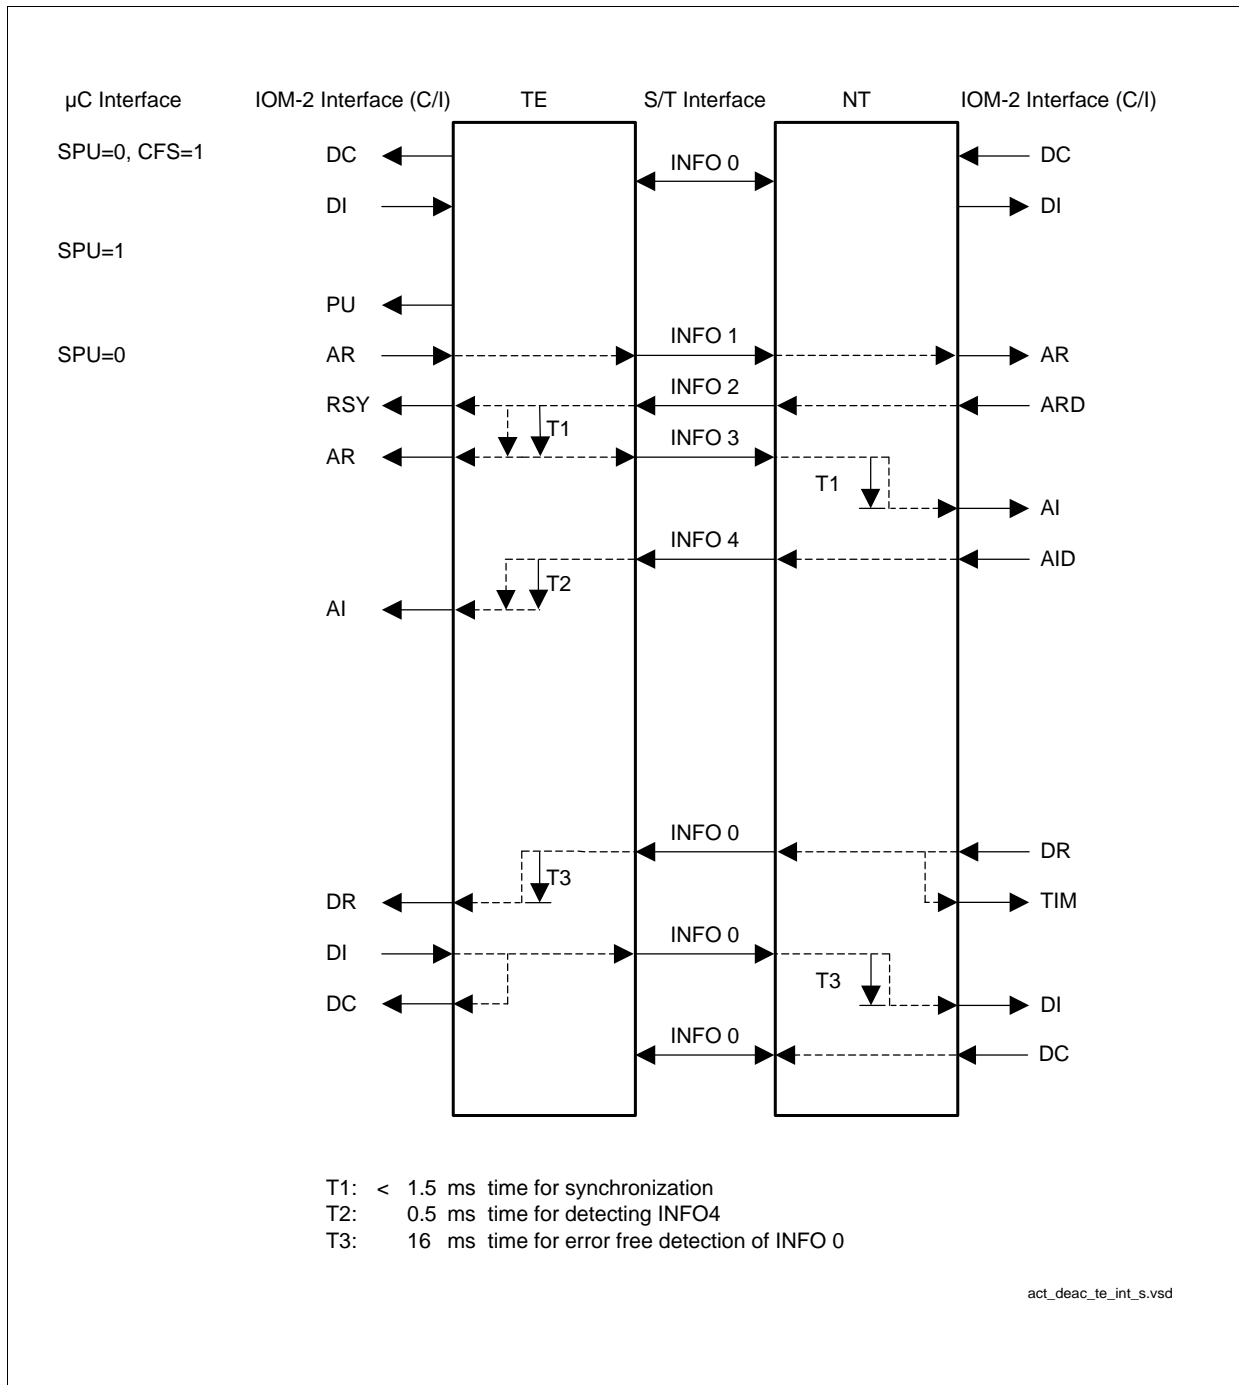 µC Interface IOM-2 Interface (C/I) TE S/T Interface NT IOM-2 Interface (C/I)
SPU=0, CFS=1 DC INFO 0 DC
DI DI
SPU=1
PU
SPU=0 AR INFO 1 AR
RSY INFO 2 ARD
T1
AR INFO 3
T1
AI
INFO 4 AID
T2
AI
INFO 0 DR
T3
DR TIM
DI INFO 0
T3
DC DI
INFO 0 DC
T1: < 1.5 ms time for synchronization
T2: 0.5 ms time for detecting INFO4
T3: 16 ms time for error free detection of INFO 0
act_deac_te_int_s.vsd